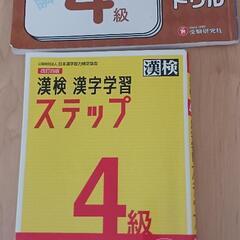 ドリル
4級
受験研究社
公益財団法人 日本漢字能力検定協会
改訂四版
漢検
漢検 漢字学習
ステップ
4級